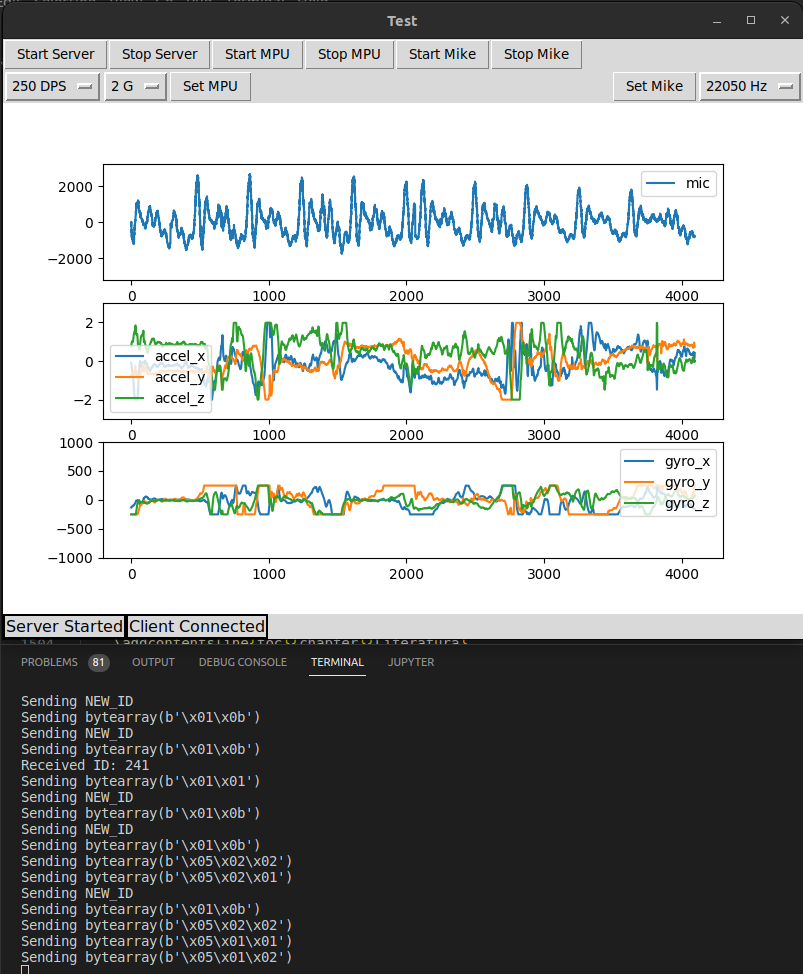 Test
Start Server Stop Server Start MPU Stop MPU Start Mike Stop Mike
250 DPS 2 G Set MPU Set Mike 22050 Hz
2000
0
−2000
mic
0 1000 2000 3000 4000
2
0
−2
accel_x
accel_y
accel_z
0 1000 2000 3000 4000
1000
500
0
−500
−1000
gyro_x
gyro_y
gyro_z
0 1000 2000 3000 4000
Server Started Client Connected
PROBLEMS 81 OUTPUT DEBUG CONSOLE TERMINAL JUPYTER
Sending NEW_ID
Sending bytearray(b'\x01\x0b')
Sending NEW_ID
Sending bytearray(b'\x01\x0b')
Received ID: 241
Sending bytearray(b'\x01\x01')
Sending NEW_ID
Sending bytearray(b'\x01\x0b')
Sending NEW_ID
Sending bytearray(b'\x01\x0b')
Sending bytearray(b'\x05\x02\x02')
Sending bytearray(b'\x05\x02\x01')
Sending NEW_ID
Sending bytearray(b'\x01\x0b')
Sending bytearray(b'\x05\x02\x02')
Sending bytearray(b'\x05\x01\x01')
Sending bytearray(b'\x05\x01\x02')